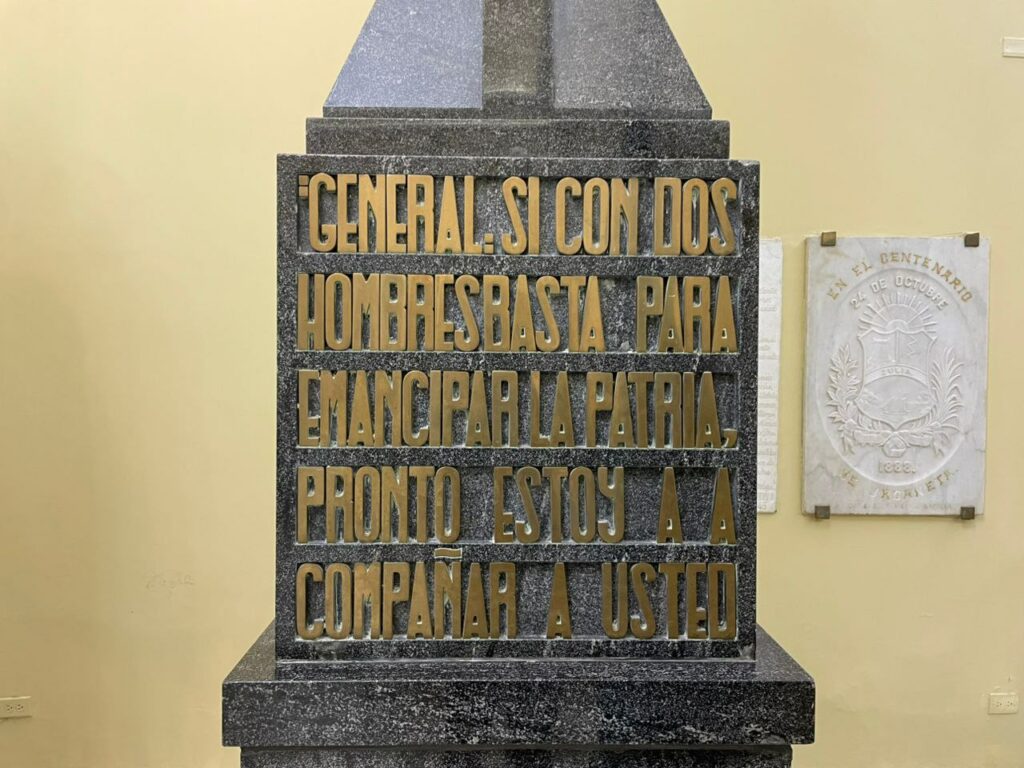 "GENERAL: SI CON DOS
HOMBRES BASTA PARA
EMANCIPAR LA PATRIA,
PRONTO ESTOY A A
COMPAÑAR A USTED
EN EL CENTENARIO
24 DE OCTUBRE
ZULIA
1888.